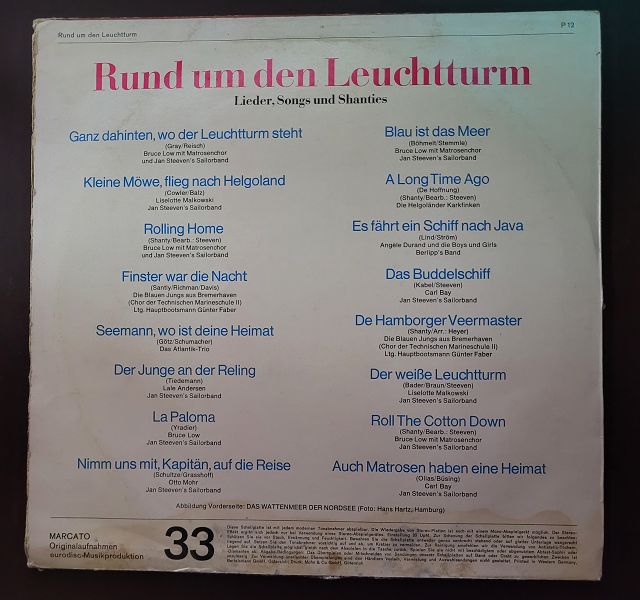 Rund um den Leuchtturm
P 12
Rund um den Leuchtturm
Lieder, Songs und Shanties
Ganz dahinten, wo der Leuchtturm steht
(Gray/Reisch)
Bruce Low mit Matrosenchor
und Jan Steeven's Sailorband
Kleine Möwe, flieg nach Helgoland
(Cowler/Balz)
Liselotte Malkowsky
Jan Steeven's Sailorband
Rolling Home
(Shanty/Bearb.: Steeven)
Bruce Low mit Matrosenchor
und Jan Steeven's Sailorband
Finster war die Nacht
(Santly/Richman/Davis)
Die Blauen Jungs aus Bremerhaven
(Chor der Technischen Marineschule II)
Ltg. Hauptbootsmann Günter Faber
Seemann, wo ist deine Heimat
(Götz/Schumacher)
Das Atlantik-Trio
Der Junge an der Reling
(Tiedemann)
Lale Andersen
Jan Steeven's Sailorband
La Paloma
(Yradier)
Bruce Low
Jan Steeven's Sailorband
Nimm uns mit, Kapitän, auf die Reise
(Schultze/Grasshoff)
Otto Mohr
Jan Steeven's Sailorband
Blau ist das Meer
(Böhmelt/Stemmle)
Bruce Low mit Matrosenchor
Jan Steeven's Sailorband
A Long Time Ago
(De Hoffnung)
(Shanty/Bearb.: Steeven)
Die Helgoländer Karkfinken
Es fährt ein Schiff nach Java
(Lind/Ström)
Angèle Durand und die Boys und Girls
Berlipp's Band
Das Buddelschiff
(Kabel/Steeven)
Carl Bay
Jan Steeven's Sailorband
De Hamborger Veermaster
(Shanty/Arr.: Heyer)
Die Blauen Jungs aus Bremerhaven
(Chor der Technischen Marineschule II)
Ltg. Hauptbootsmann Günter Faber
Der weiße Leuchtturm
(Bader/Braun/Steeven)
Liselotte Malkowsky
Jan Steeven's Sailorband
Roll The Cotton Down
(Shanty/Bearb.: Steeven)
Bruce Low mit Matrosenchor
Jan Steeven's Sailorband
Auch Matrosen haben eine Heimat
(Olias/Büsing)
Carl Bay
Jan Steeven's Sailorband
Abbildung Vorderseite: DAS WATTENMEER DER NORDSEE (Foto: Hans Hartz, Hamburg)
MARCATO
Originalaufnahmen
eurodisc-Musikproduktion
33